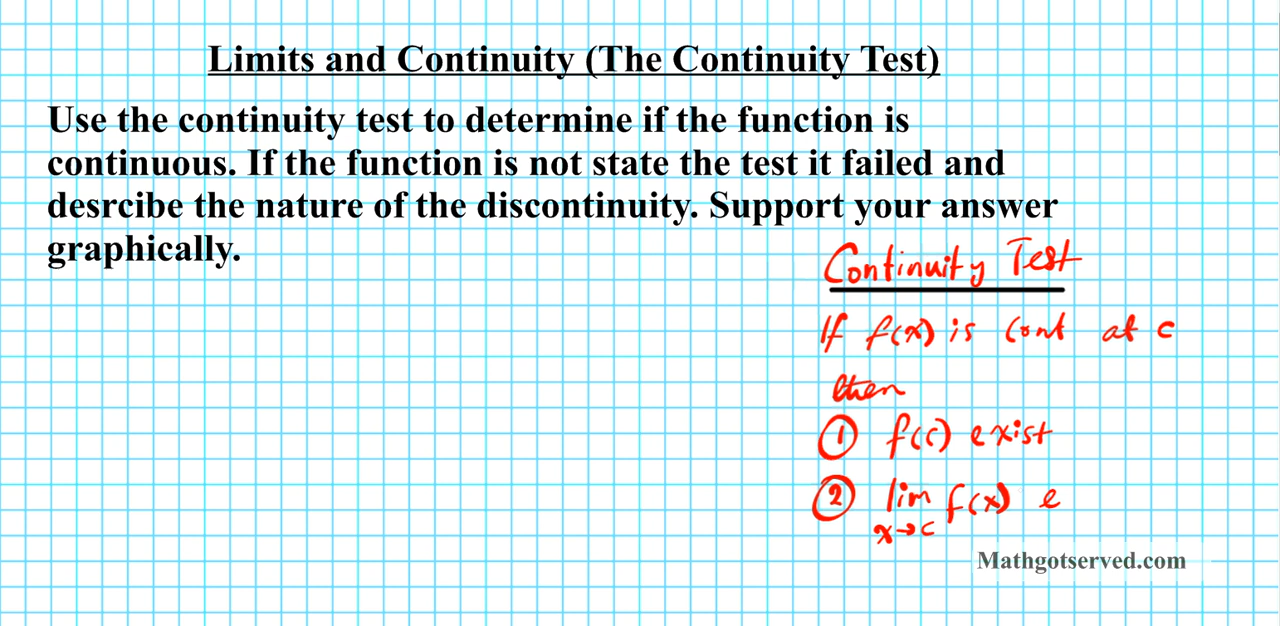 Limits and Continuity (The Continuity Test)
Use the continuity test to determine if the function is
continuous. If the function is not state the test it failed and
desrcibe the nature of the discontinuity. Support your answer
graphically.
Continuity Test
If f(x) is cont at c
then
① f(c) exist
② lim f(x) e
x→c
Mathgotserved.com